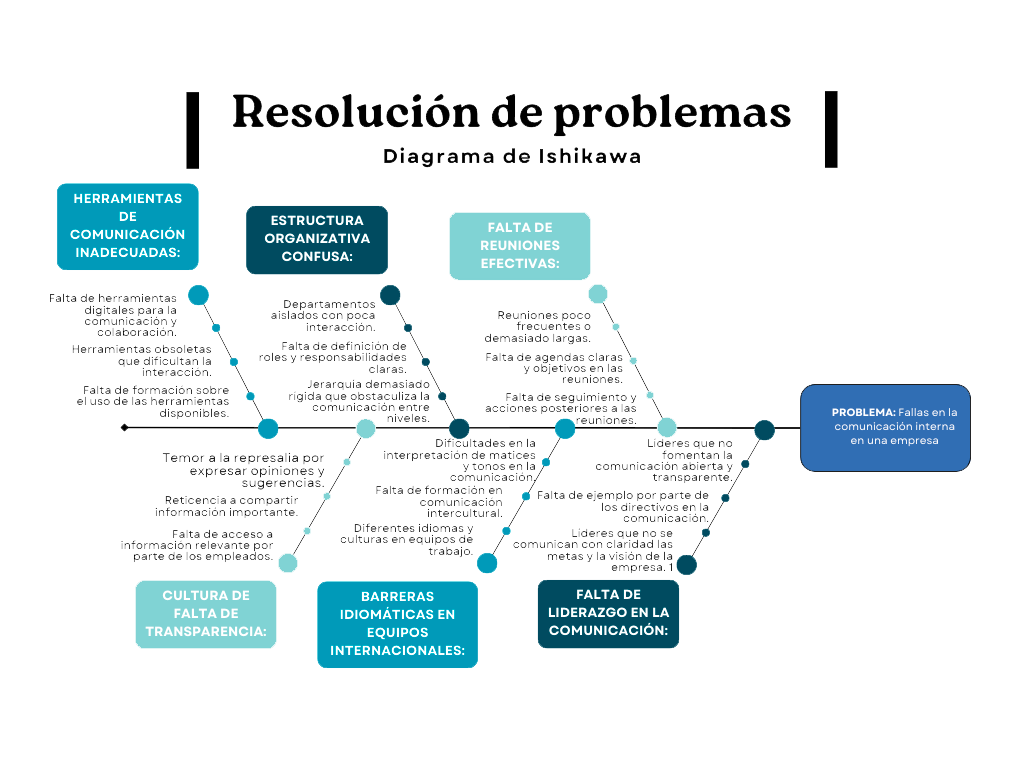 Resolución de problemas
Diagrama de Ishikawa
HERRAMIENTAS
DE
COMUNICACIÓN
INADECUADAS:
ESTRUCTURA
ORGANIZATIVA
CONFUSA:
FALTA DE
REUNIONES
EFECTIVAS:
Falta de herramientas
digitales para la
comunicación y
colaboración.
Herramientas obsoletas
que dificultan la
interacción.
Falta de formación sobre
el uso de las herramientas
disponibles.
Departamentos
aislados con poca
interacción.
Falta de definición de
roles y responsabilidades
claras.
Jerarquía demasiado
rígida que obstaculiza la
comunicación entre
niveles.
Reuniones poco
frecuentes o
demasiado largas.
Falta de agendas claras
y objetivos en las
reuniones.
Falta de seguimiento y
acciones posteriores a las
reuniones.
PROBLEMA: Fallas en la
comunicación interna
en una empresa
Temor a la represalia por
expresar opiniones y
sugerencias.
Reticencia a compartir
información importante.
Falta de acceso a
información relevante por
parte de los empleados.
Dificultades en la
interpretación de matices
y tonos en la
comunicación.
Falta de formación en
comunicación
intercultural.
Diferentes idiomas y
culturas en equipos de
trabajo.
Líderes que no
fomentan la
comunicación abierta y
transparente.
Falta de ejemplo por parte de
los directivos en la
comunicación.
Líderes que no se
comunican con claridad las
metas y la visión de la
empresa. 1
CULTURA DE
FALTA DE
TRANSPARENCIA:
BARRERAS
IDIOMÁTICAS EN
EQUIPOS
INTERNACIONALES:
FALTA DE
LIDERAZGO EN LA
COMUNICACIÓN: